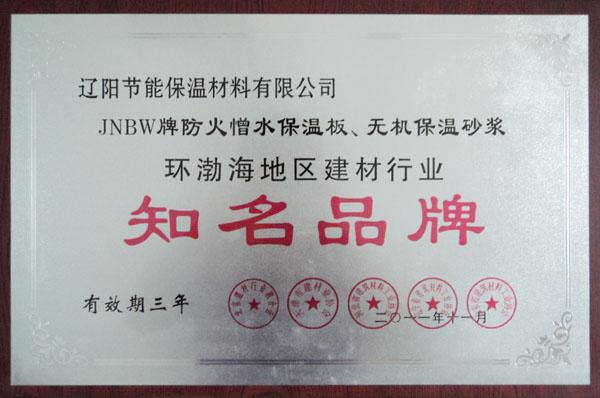 辽阳节能保温材料有限公司
JNBW牌防火憎水保温板、无机保温砂浆
环渤海地区建材行业
知名品牌
有效期三年
二〇一一年十一月